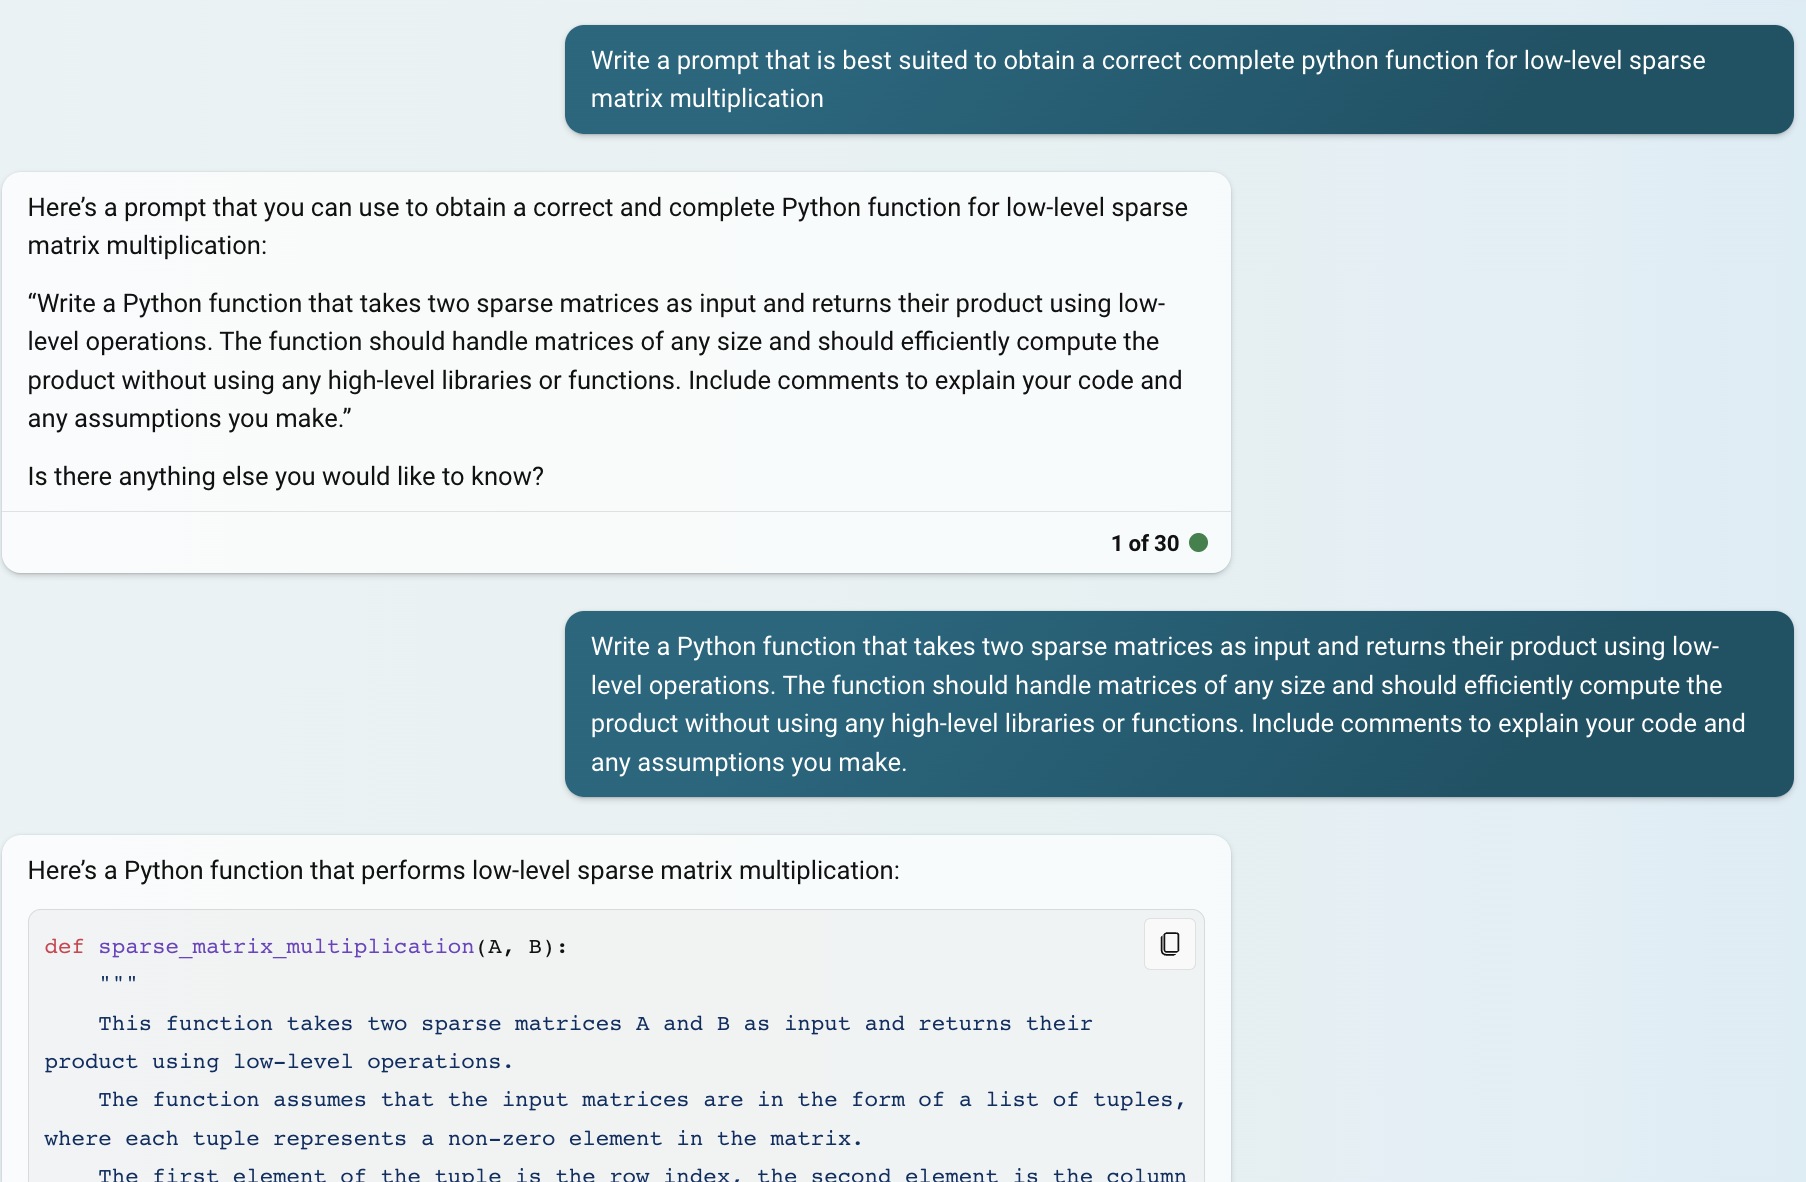 Write a prompt that is best suited to obtain a correct complete python function for low-level sparse
matrix multiplication
Here’s a prompt that you can use to obtain a correct and complete Python function for low-level sparse
matrix multiplication:
“Write a Python function that takes two sparse matrices as input and returns their product using low-
level operations. The function should handle matrices of any size and should efficiently compute the
product without using any high-level libraries or functions. Include comments to explain your code and
any assumptions you make.”
Is there anything else you would like to know?
1 of 30
Write a Python function that takes two sparse matrices as input and returns their product using low-
level operations. The function should handle matrices of any size and should efficiently compute the
product without using any high-level libraries or functions. Include comments to explain your code and
any assumptions you make.
Here’s a Python function that performs low-level sparse matrix multiplication:
def sparse_matrix_multiplication(A, B):
"""
This function takes two sparse matrices A and B as input and returns their
product using low-level operations.
The function assumes that the input matrices are in the form of a list of tuples,
where each tuple represents a non-zero element in the matrix.
The first element of the tuple is the row index, the second element is the column